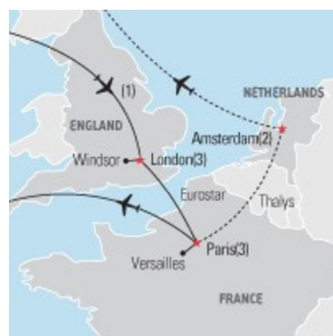 (1)
NETHERLANDS
ENGLAND
Amsterdam(2)
Windsor
London(3)
Eurostar
Thalys
Paris(3)
Versailles
FRANCE